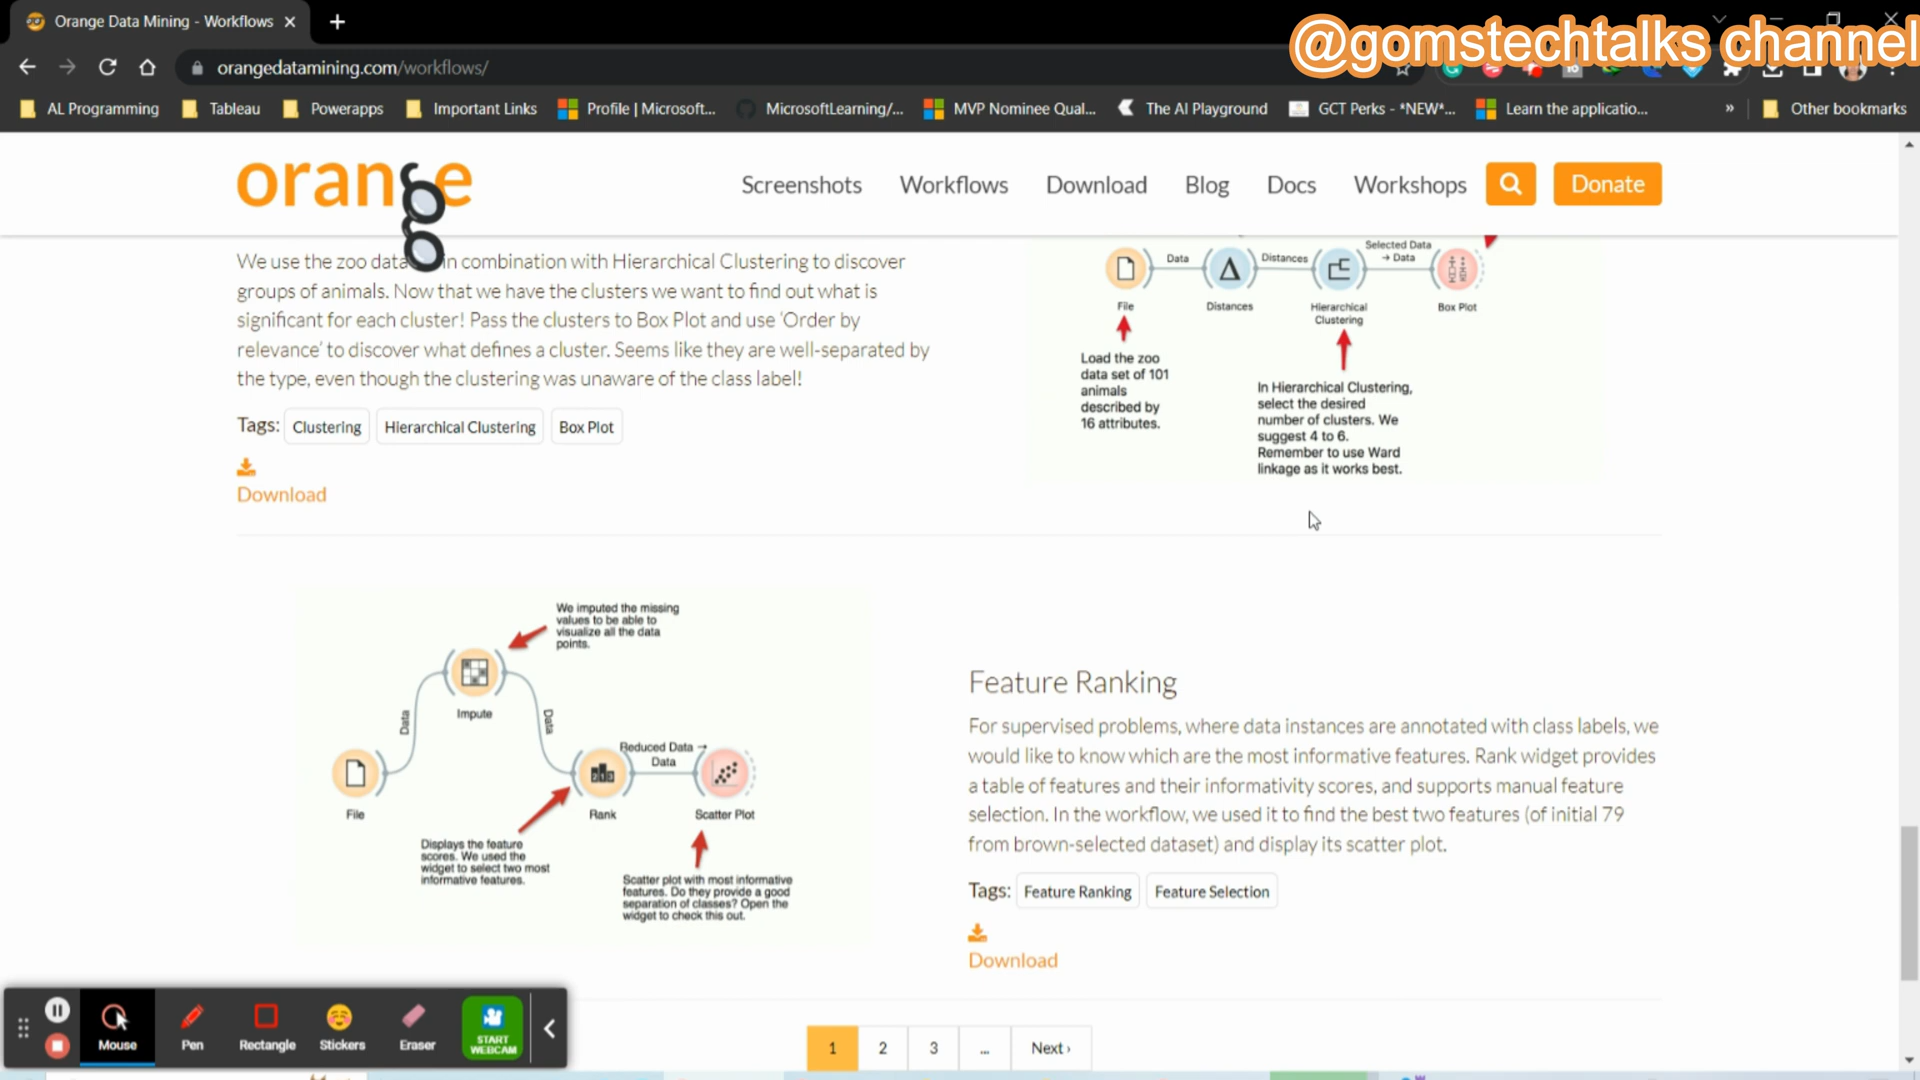 Orange Data Mining - Workflows
@gomstechtalks channel
orangedatamining.com/workflows/
AL Programming
Tableau
Powerapps
Important Links
Profile | Microsoft...
MicrosoftLearning/...
MVP Nominee Qual...
The AI Playground
GCT Perks - *NEW*...
Learn the applicatio...
»
Other bookmarks
orange
Screenshots
Workflows
Download
Blog
Docs
Workshops
Donate
We use the zoo data in combination with Hierarchical Clustering to discover
groups of animals. Now that we have the clusters we want to find out what is
significant for each cluster! Pass the clusters to Box Plot and use 'Order by
relevance' to discover what defines a cluster. Seems like they are well-separated by
the type, even though the clustering was unaware of the class label!
Tags: Clustering Hierarchical Clustering Box Plot
Download
Data
Distances
Selected Data
→ Data
File
Distances
Hierarchical
Clustering
Box Plot
Load the zoo
data set of 101
animals
described by
16 attributes.
In Hierarchical Clustering,
select the desired
number of clusters. We
suggest 4 to 6.
Remember to use Ward
linkage as it works best.
We imputed the missing
values to be able to
visualize all the data
points.
Impute
Data
Data
Reduced Data →
Data
File
Rank
Scatter Plot
Displays the feature
scores. We used the
widget to select two most
informative features.
Scatter plot with most informative
features. Do they provide a good
separation of classes? Open the
widget to check this out.
Feature Ranking
For supervised problems, where data instances are annotated with class labels, we
would like to know which are the most informative features. Rank widget provides
a table of features and their informativity scores, and supports manual feature
selection. In the workflow, we used it to find the best two features (of initial 79
from brown-selected dataset) and display its scatter plot.
Tags: Feature Ranking Feature Selection
Download
1 2 3 ... Next ›
Mouse
Pen
Rectangle
Stickers
Eraser
START
WEBCAM